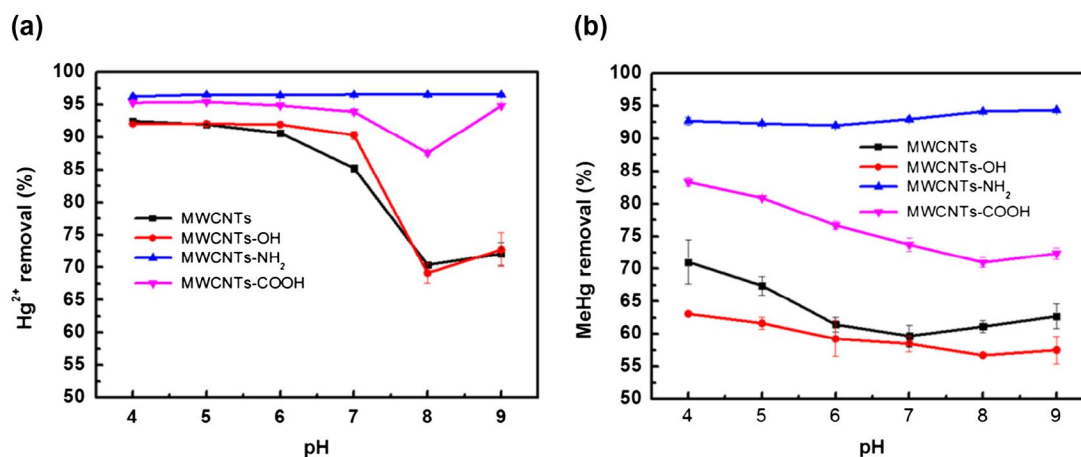 (a)
100
95
90
85
80
75
70
65
60
55
50
Hg²⁺ removal (%)
MWCNTs
MWCNTs-OH
MWCNTs-NH₂
MWCNTs-COOH
4 5 6 7 8 9
pH
(b)
100
95
90
85
80
75
70
65
60
55
50
MeHg removal (%)
MWCNTs
MWCNTs-OH
MWCNTs-NH₂
MWCNTs-COOH
4 5 6 7 8 9
pH